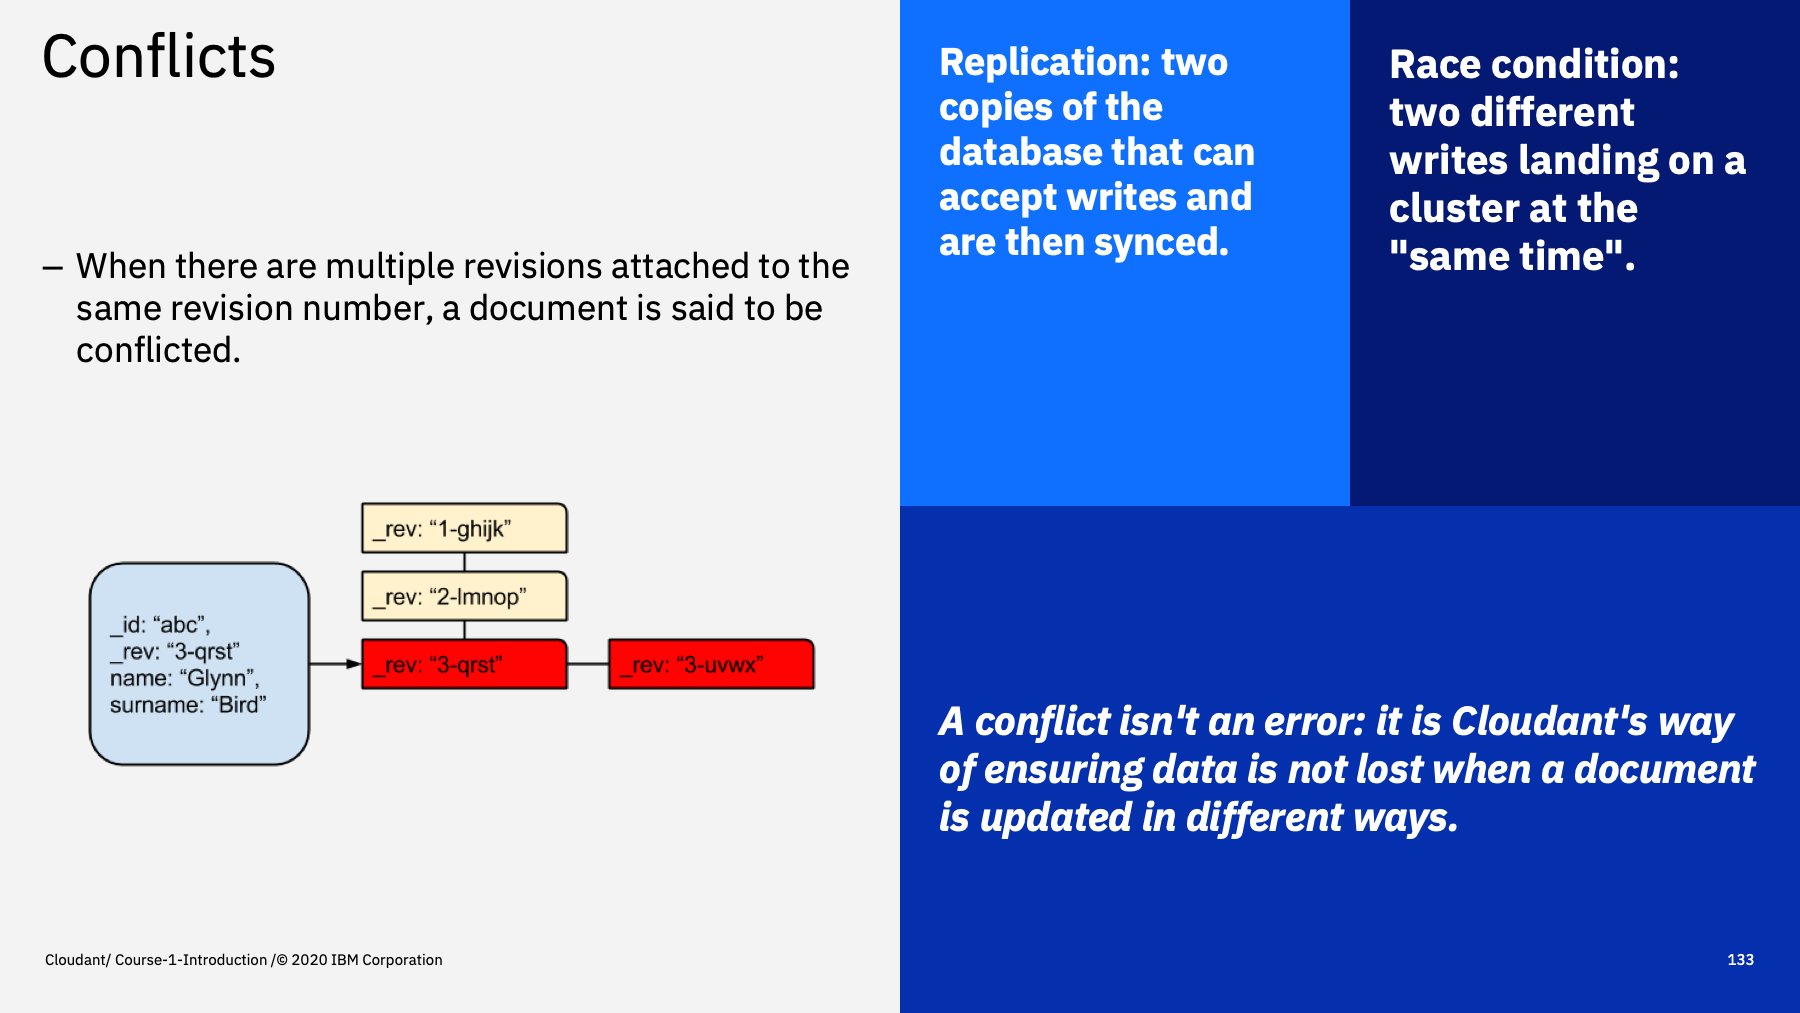 Conflicts
– When there are multiple revisions attached to the
same revision number, a document is said to be
conflicted.
_id: “abc”,
_rev: “3-qrst”
name: “Glynn”,
surname: “Bird”
_rev: “1-ghijk”
_rev: “2-lmnop”
_rev: “3-qrst”
_rev: “3-uvwx”
Replication: two
copies of the
database that can
accept writes and
are then synced.
Race condition:
two different
writes landing on a
cluster at the
"same time".
A conflict isn't an error: it is Cloudant's way
of ensuring data is not lost when a document
is updated in different ways.
Cloudant/ Course-1-Introduction /© 2020 IBM Corporation
133